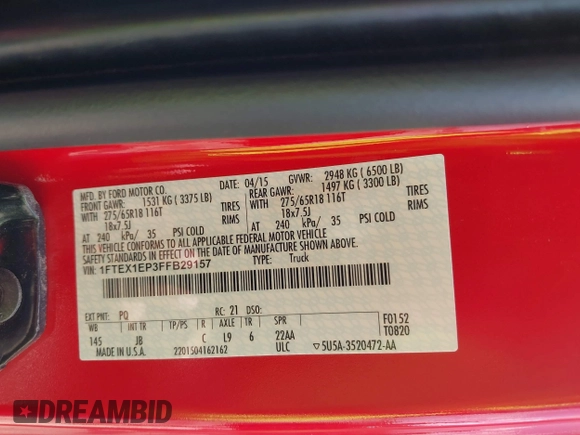 MFD. BY FORD MOTOR CO.
04/15 GVWR: 2948 KG ( 6500 LB)
FRONT GAWR: 1531 KG ( 3375 LB) REAR GAWR: 1497 KG ( 3300 LB)
WITH 275/65R18 116T TIRES WITH 275/65R18 116T TIRES
18x7.5J RIMS 18x7.5J RIMS
AT 240 kPa/ 35 PSI COLD AT 240 kPa/ 35 PSI COLD
THIS VEHICLE CONFORMS TO ALL APPLICABLE FEDERAL MOTOR VEHICLE
SAFETY STANDARDS IN EFFECT ON THE DATE OF MANUFACTURE SHOWN ABOVE.
VIN: 1FTEX1EP3FFB29157 TYPE: Truck
EXT PNT: PQ RC: 21 DSO: F0152
WB INT TR TP/PS R AXLE TR SPR T0820
145 JB C L9 6 22AA
MADE IN U.S.A. 2201504162162 ULC ▽5U5A-3520472-AA
DREAMBID